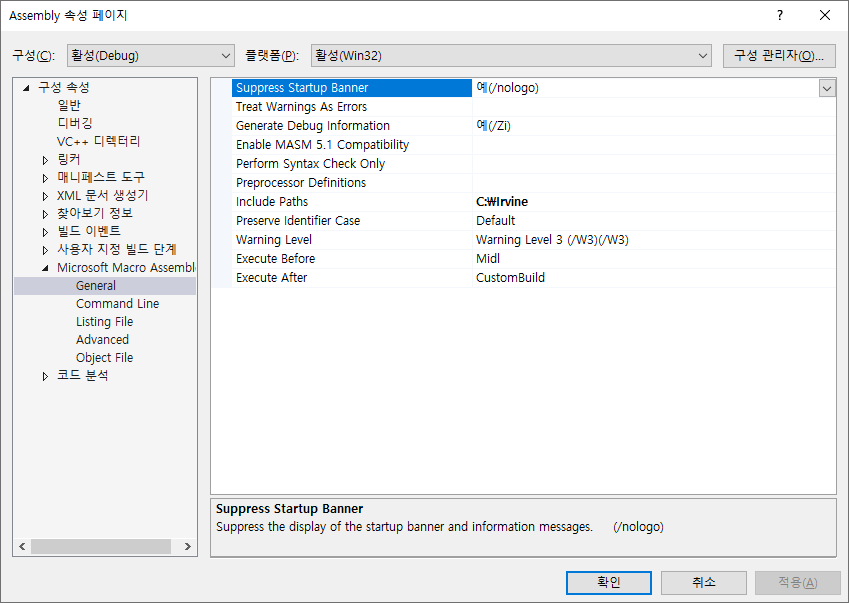 Assembly 속성 페이지
?
구성(C): 활성(Debug) 플랫폼(P): 활성(Win32) 구성 관리자(O)...
구성 속성
일반
디버깅
VC++ 디렉터리
링커
매니페스트 도구
XML 문서 생성기
찾아보기 정보
빌드 이벤트
사용자 지정 빌드 단계
Microsoft Macro Assembl
General
Command Line
Listing File
Advanced
Object File
코드 분석
Suppress Startup Banner 예(/nologo)
Treat Warnings As Errors
Generate Debug Information 예(/Zi)
Enable MASM 5.1 Compatibility
Perform Syntax Check Only
Preprocessor Definitions
Include Paths C:₩Irvine
Preserve Identifier Case Default
Warning Level Warning Level 3 (/W3)(/W3)
Execute Before Midl
Execute After CustomBuild
Suppress Startup Banner
Suppress the display of the startup banner and information messages. (/nologo)
확인 취소 적용(A)